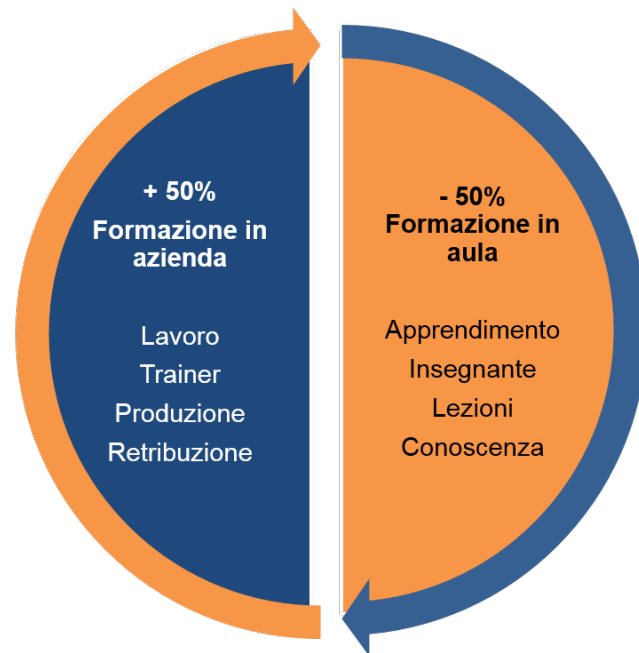 + 50%
Formazione in
azienda
Lavoro
Trainer
Produzione
Retribuzione
- 50%
Formazione in
aula
Apprendimento
Insegnante
Lezioni
Conoscenza